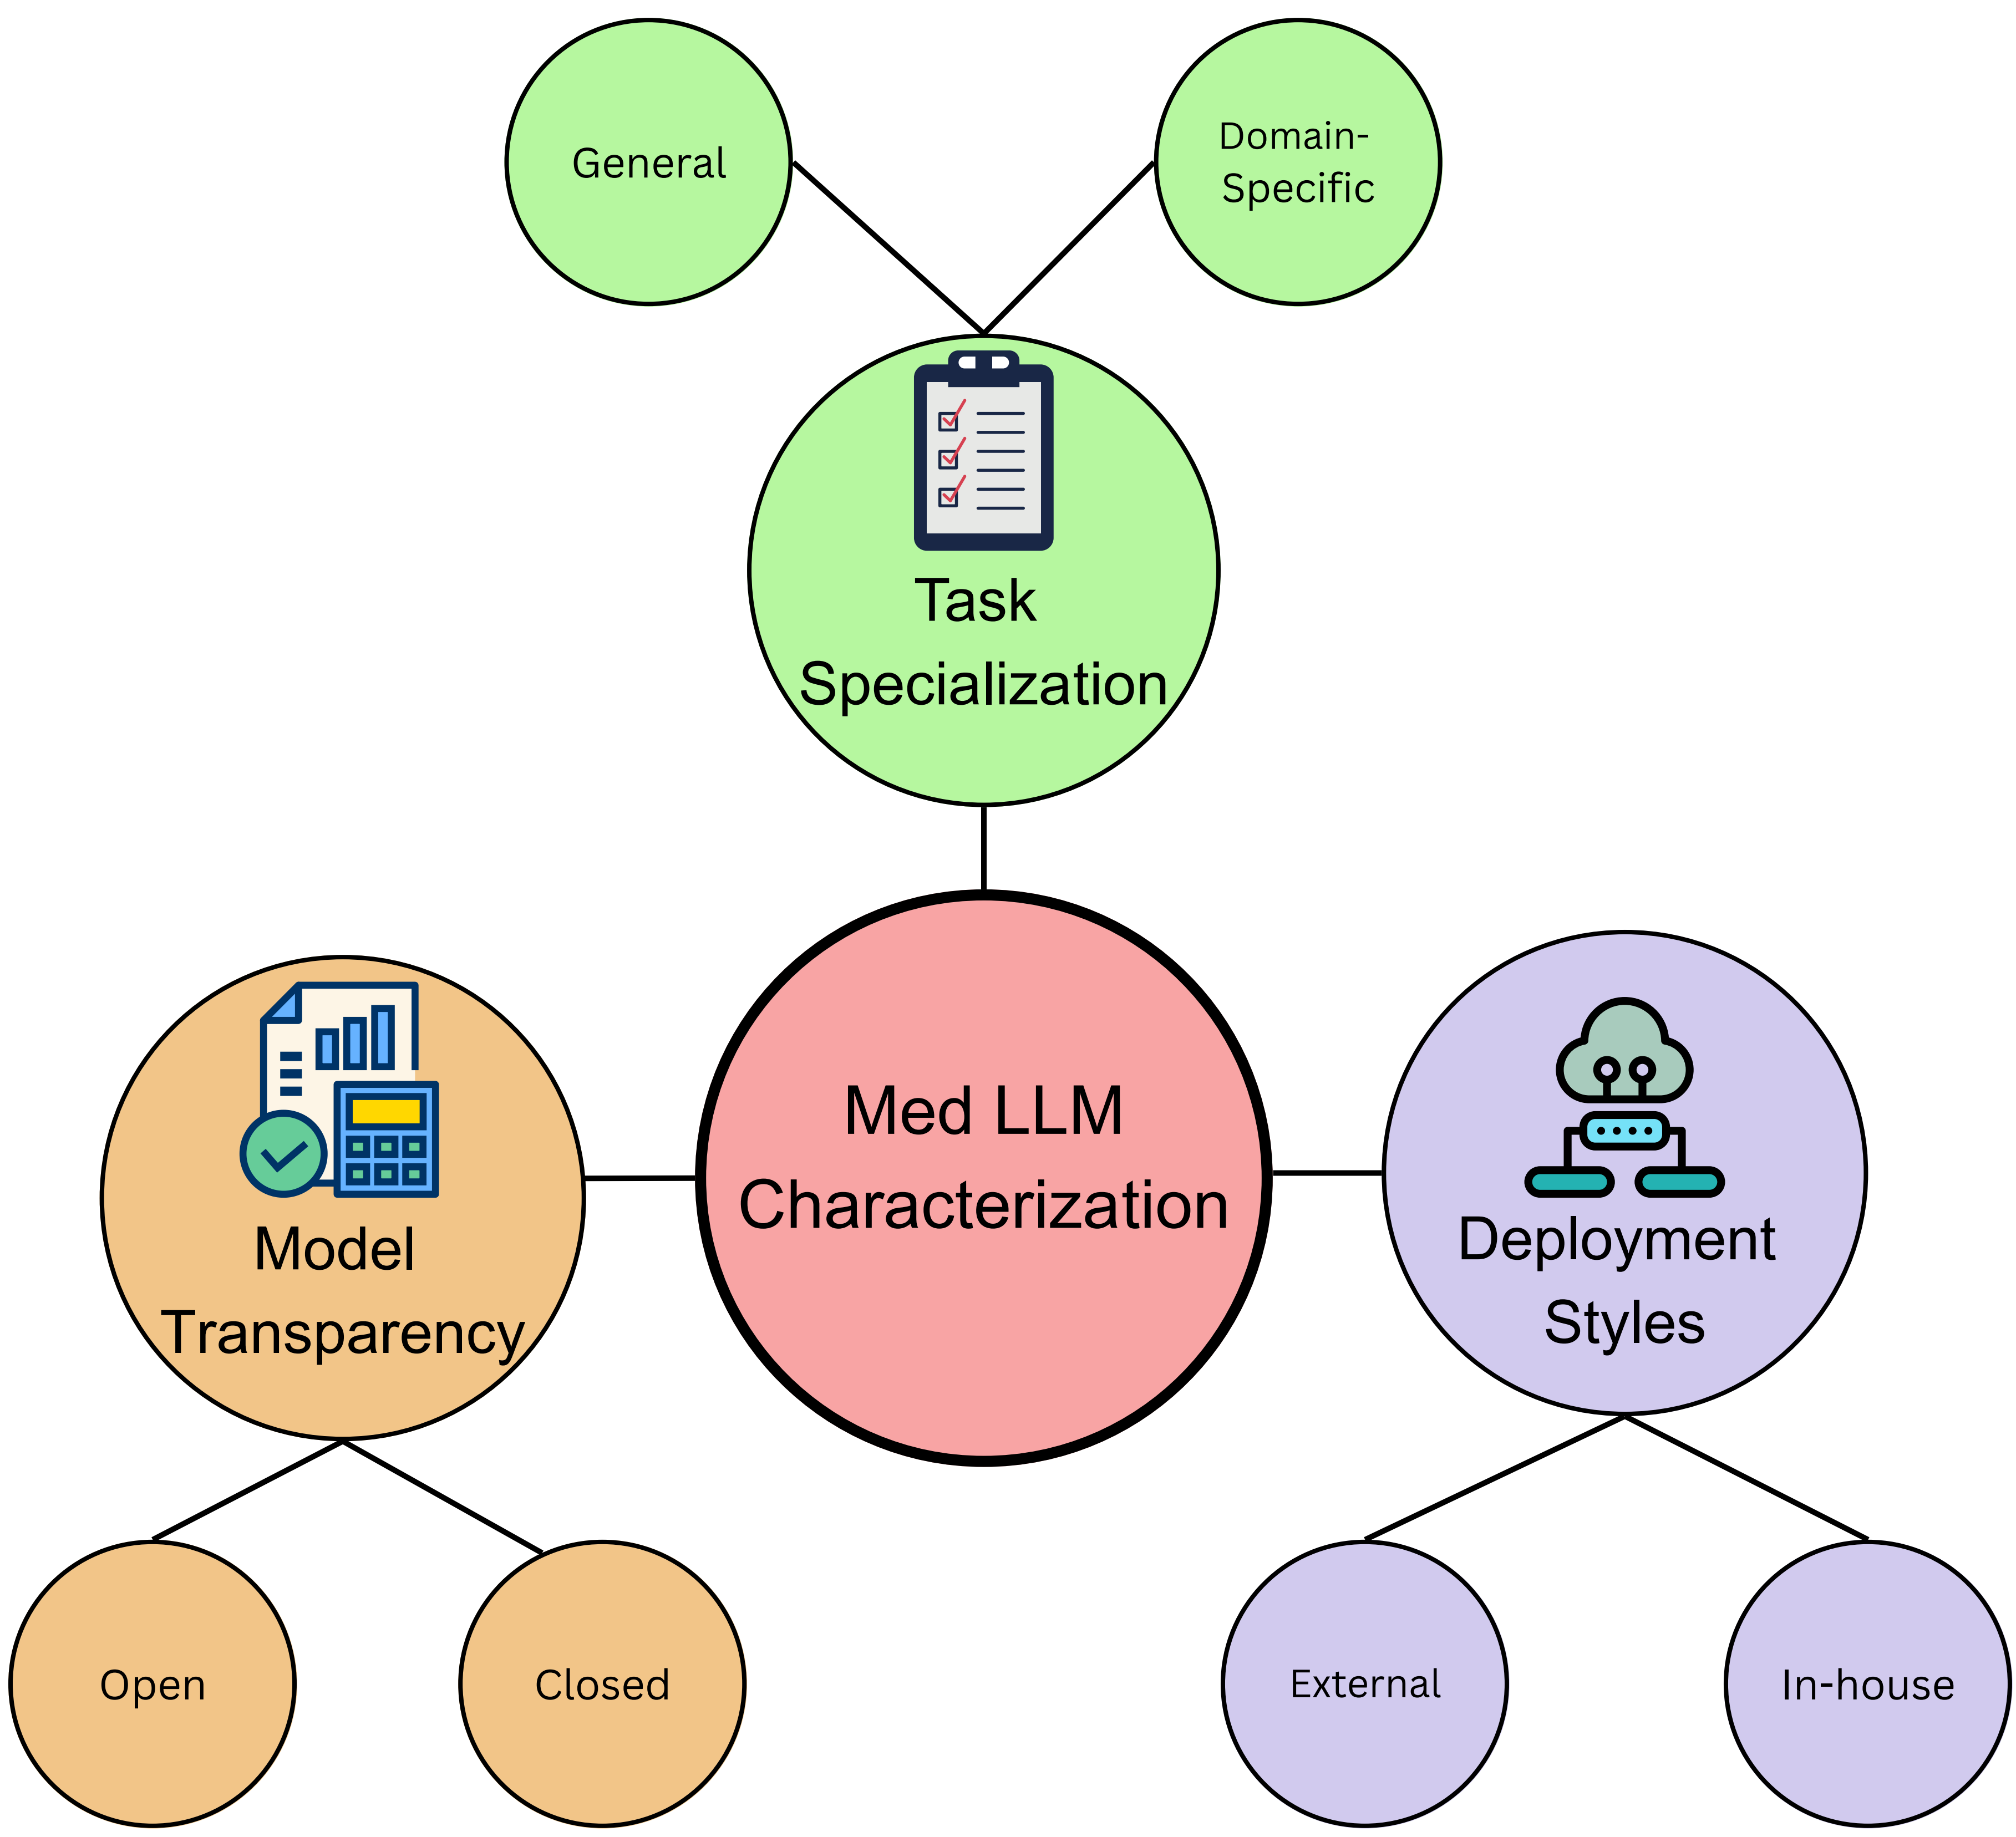 General
Domain-
Specific
Task
Specialization
Med LLM
Characterization
Model
Transparency
Deployment
Styles
Open
Closed
External
In-house